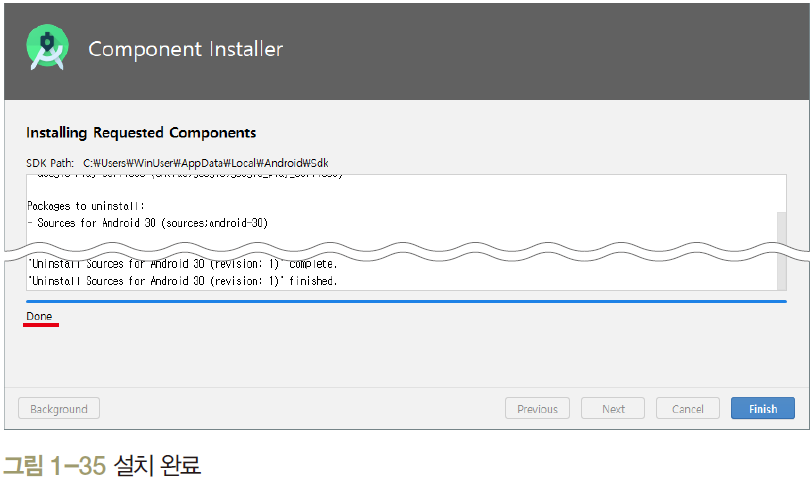 Component Installer
Installing Requested Components
SDK Path: C:₩Users₩WinUser₩AppData₩Local₩Android₩Sdk
Packages to uninstall:
- Sources for Android 30 (sources;android-30)
"Uninstall Sources for Android 30 (revision: 1)" complete.
"Uninstall Sources for Android 30 (revision: 1)" finished.
Done
Background
Previous
Next
Cancel
Finish
그림 1-35 설치 완료